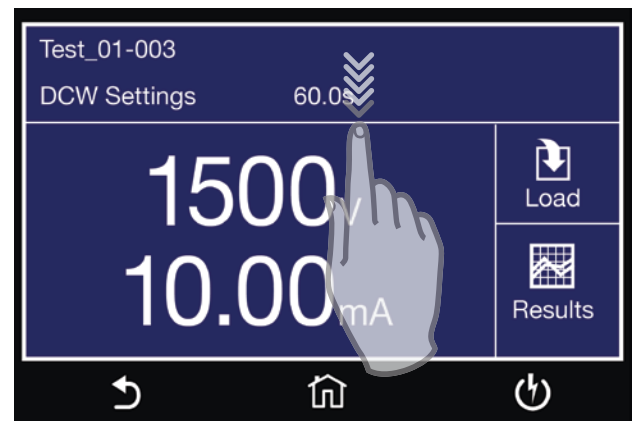 Test_01-003
DCW Settings 60.0s
1500V
10.00mA
Load
Results